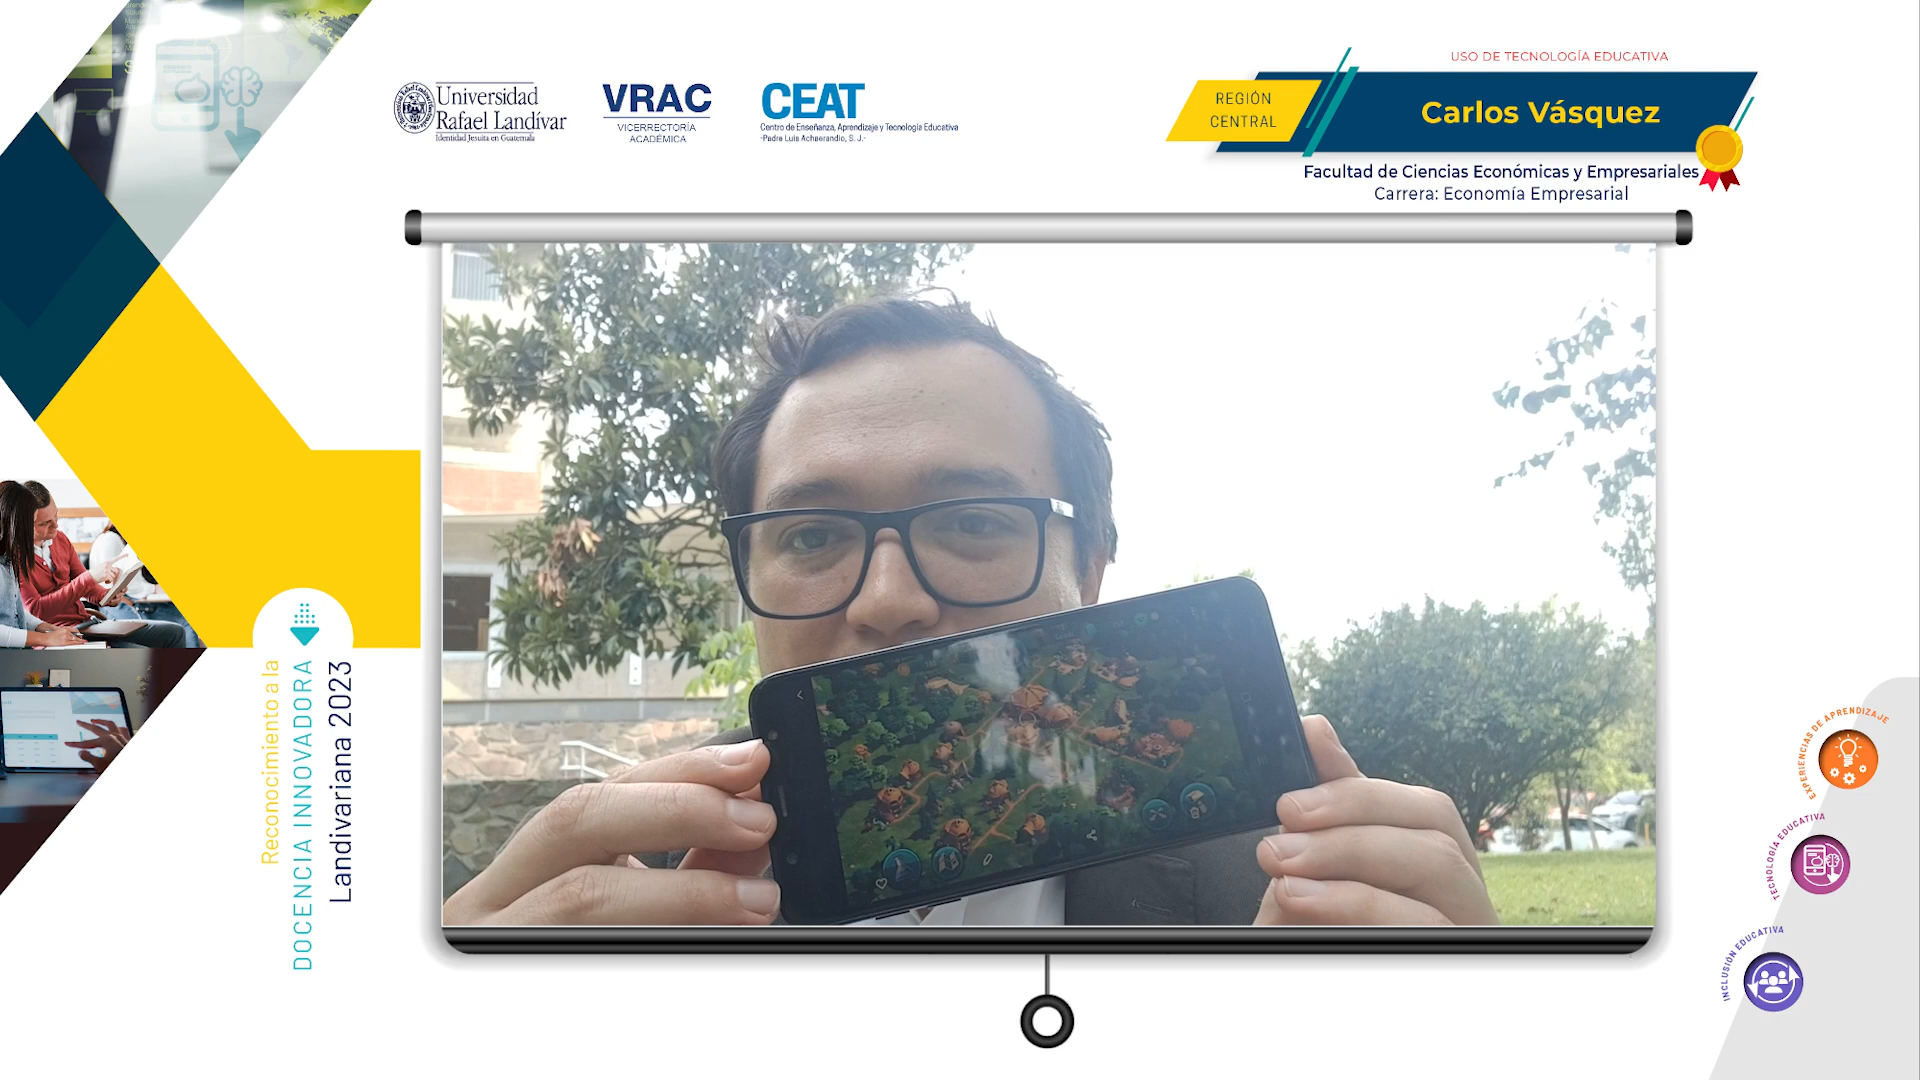 Universidad
Rafael Landívar
Identidad Jesuita en Guatemala
VRAC
VICERRECTORÍA
ACADÉMICA
CEAT
Centro de Enseñanza, Aprendizaje y Tecnología Educativa
-Padre Luis Achaerandio, S. J.-
USO DE TECNOLOGÍA EDUCATIVA
REGIÓN
CENTRAL
Carlos Vásquez
Facultad de Ciencias Económicas y Empresariales
Carrera: Economía Empresarial
Reconocimiento a la
DOCENCIA INNOVADORA
Landivariana 2023
EXPERIENCIAS DE APRENDIZAJE
TECNOLOGÍA EDUCATIVA
INCLUSIÓN EDUCATIVA